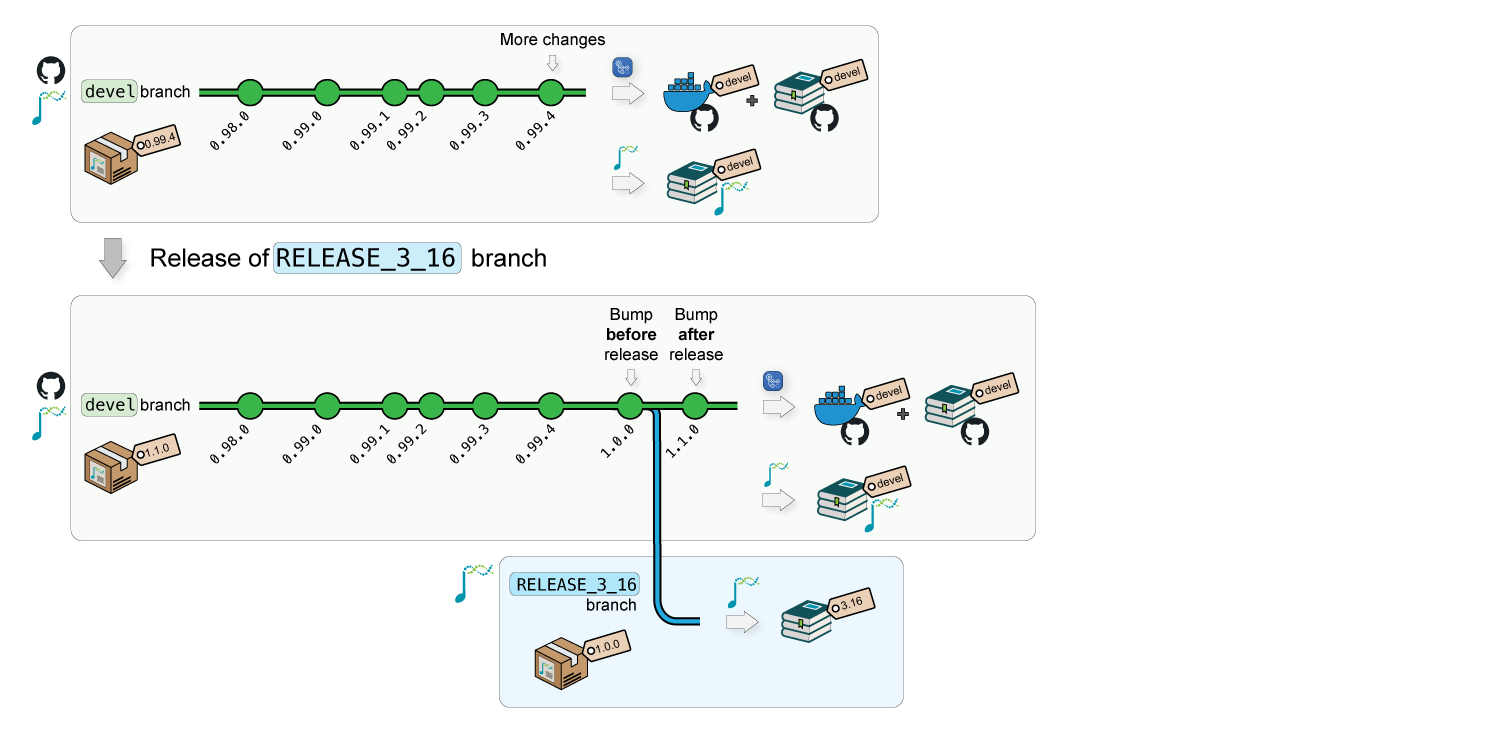 More changes
devel branch
devel
devel
0.98.0
0.99.0
0.99.1
0.99.2
0.99.3
0.99.4
0.99.4
devel
Release of RELEASE_3_16 branch
Bump
before
release
Bump
after
release
devel branch
devel
devel
0.98.0
0.99.0
0.99.1
0.99.2
0.99.3
0.99.4
1.0.0
1.1.0
1.1.0
devel
RELEASE_3_16
branch
3.16
1.0.0